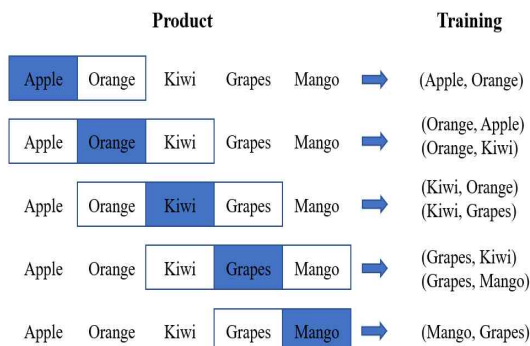 Product Training
Apple Orange Kiwi Grapes Mango (Apple, Orange)
(Orange, Apple)
Apple Orange Kiwi Grapes Mango
(Orange, Kiwi)
(Kiwi, Orange)
Apple Orange Kiwi Grapes Mango
(Kiwi, Grapes)
(Grapes, Kiwi)
Apple Orange Kiwi Grapes Mango
(Grapes, Mango)
Apple Orange Kiwi Grapes Mango (Mango, Grapes)